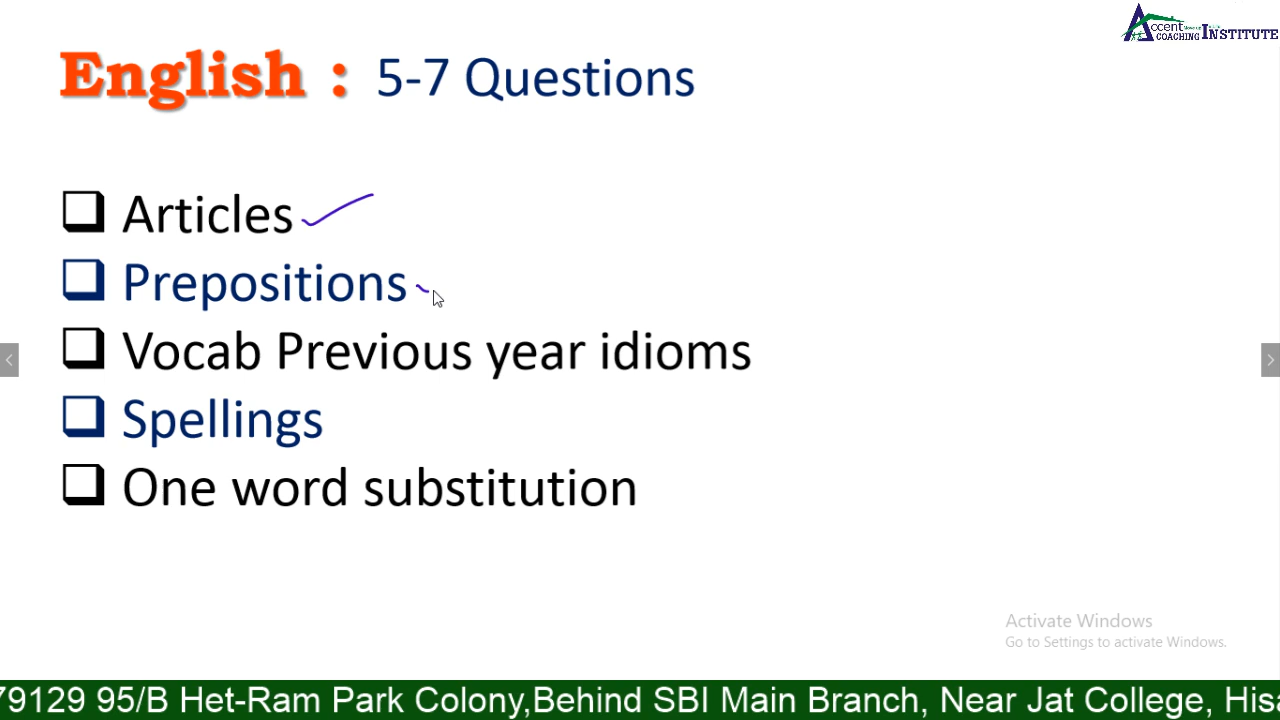 Accent
COACHING INSTITUTE
English : 5-7 Questions
Articles
Prepositions
Vocab Previous year idioms
Spellings
One word substitution
Activate Windows
Go to Settings to activate Windows.
79129 95/B Het-Ram Park Colony,Behind SBI Main Branch, Near Jat College, Hisa